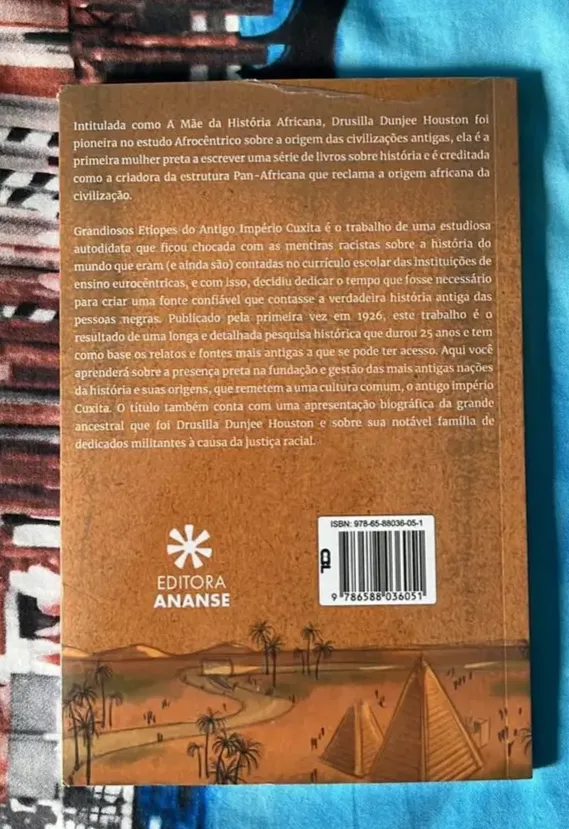 Intitulada como A Mãe da História Africana, Drusilla Dunjee Houston foi
pioneira no estudo Afrocêntrico sobre a origem das civilizações antigas, ela é a
primeira mulher preta a escrever uma série de livros sobre história e é creditada
como a criadora da estrutura Pan-Africana que reclama a origem africana da
civilização.
Grandiosos Etíopes do Antigo Império Cuxita é o trabalho de uma estudiosa
autodidata que ficou chocada com as mentiras racistas sobre a história do
mundo que eram (e ainda são) contadas no currículo escolar das instituições de
ensino eurocêntricas, e com isso, decidiu dedicar o tempo que fosse necessário
para criar uma fonte confiável que contasse a verdadeira história antiga das
pessoas negras. Publicado pela primeira vez em 1926, este trabalho é o
resultado de uma longa e detalhada pesquisa histórica que durou 25 anos e tem
como base os relatos e fontes mais antigas a que se pode ter acesso. Aqui você
aprenderá sobre a presença preta na fundação e gestão das mais antigas nações
da história e suas origens, que remetem a uma cultura comum, o antigo império
Cuxita. O título também conta com uma apresentação biográfica da grande
ancestral que foi Drusilla Dunjee Houston e sobre sua notável família de
dedicados militantes à causa da justiça racial.
ISBN: 978-65-88036-05-1
CBL
9 786588 036051
EDITORA
ANANSE